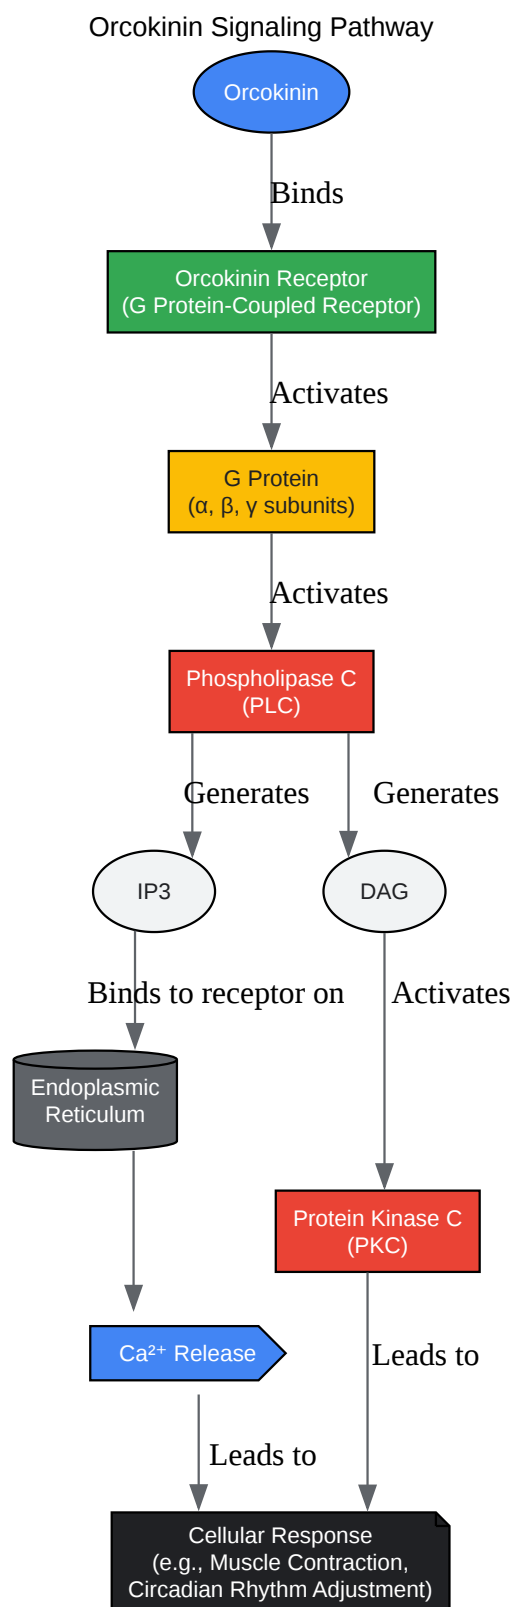 Orcokinin Signaling Pathway
Orcokinin
Binds
Orcokinin Receptor
(G Protein-Coupled Receptor)
Activates
G Protein
(α, β, γ subunits)
Activates
Phospholipase C
(PLC)
Generates
Generates
IP3
DAG
Binds to receptor on
Activates
Endoplasmic
Reticulum
Protein Kinase C
(PKC)
Ca²⁺ Release
Leads to
Leads to
Cellular Response
(e.g., Muscle Contraction,
Circadian Rhythm Adjustment)